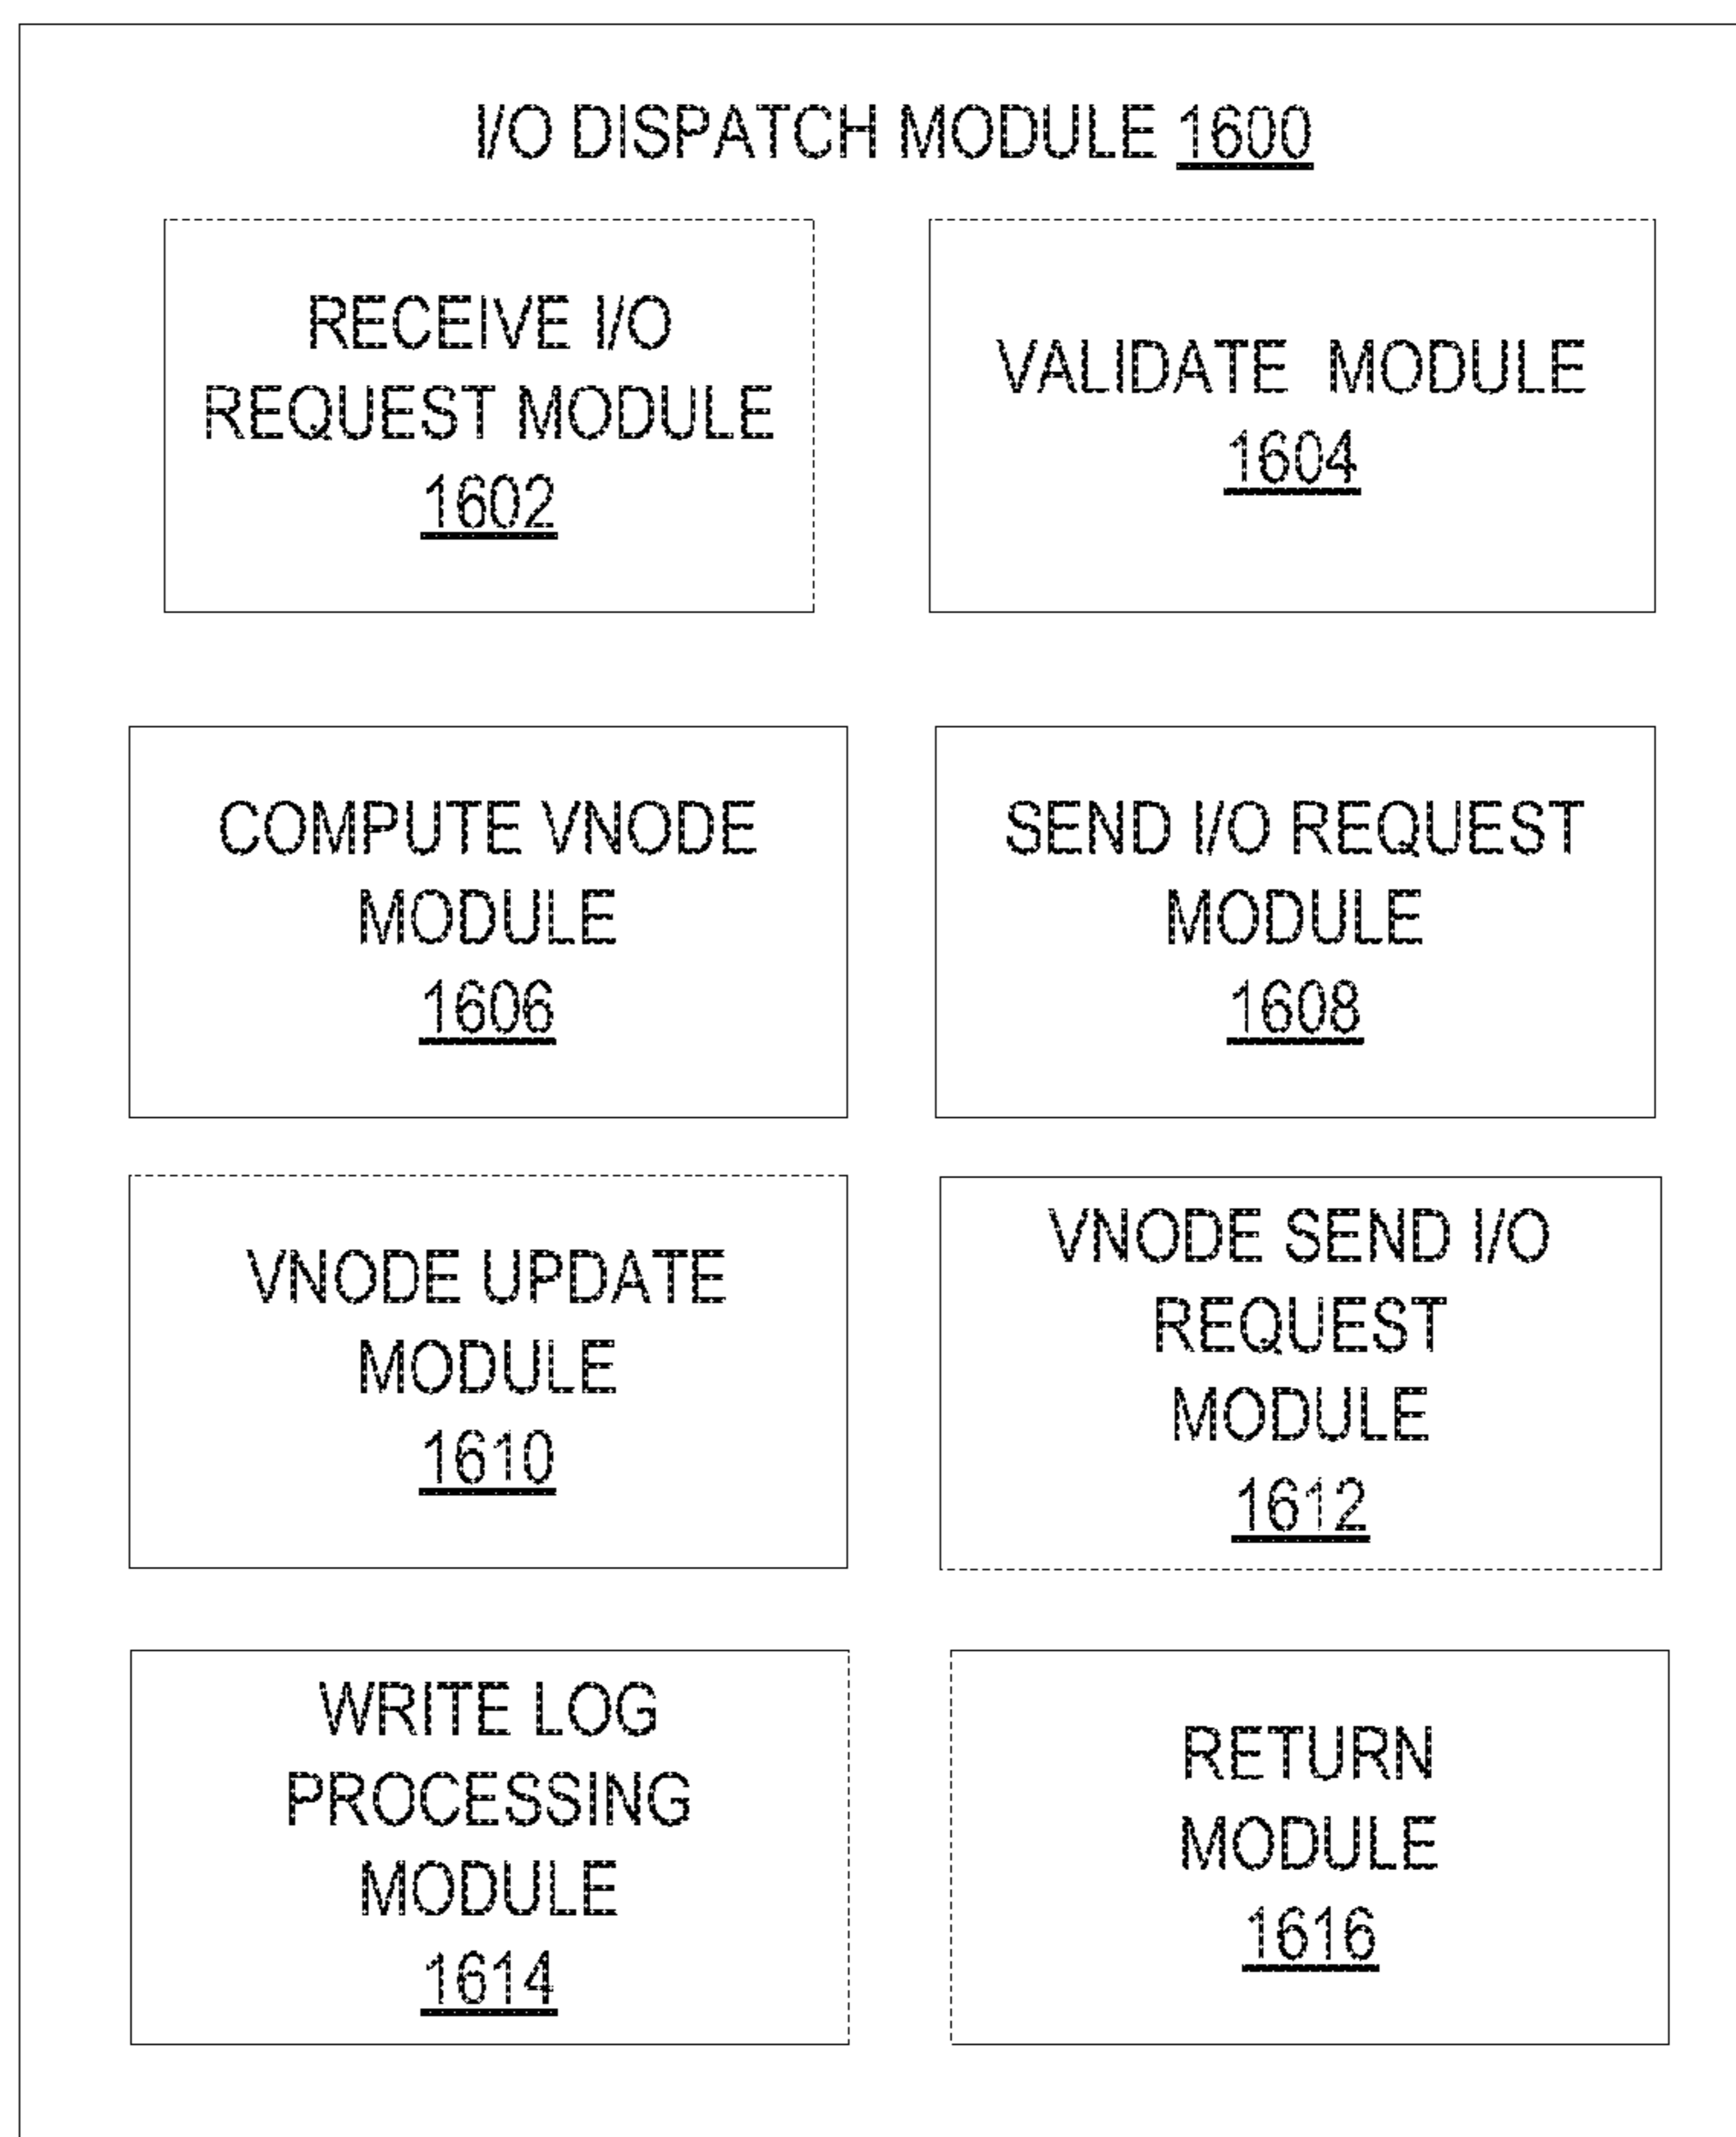 I/O DISPATCH MODULE 1600
RECEIVE I/O
REQUEST MODULE
1602
VALIDATE MODULE
1604
COMPUTE VNODE
MODULE
1606
SEND I/O REQUEST
MODULE
1608
VNODE UPDATE
MODULE
1610
VNODE SEND I/O
REQUEST
MODULE
1612
WRITE LOG
PROCESSING
MODULE
1614
RETURN
MODULE
1616